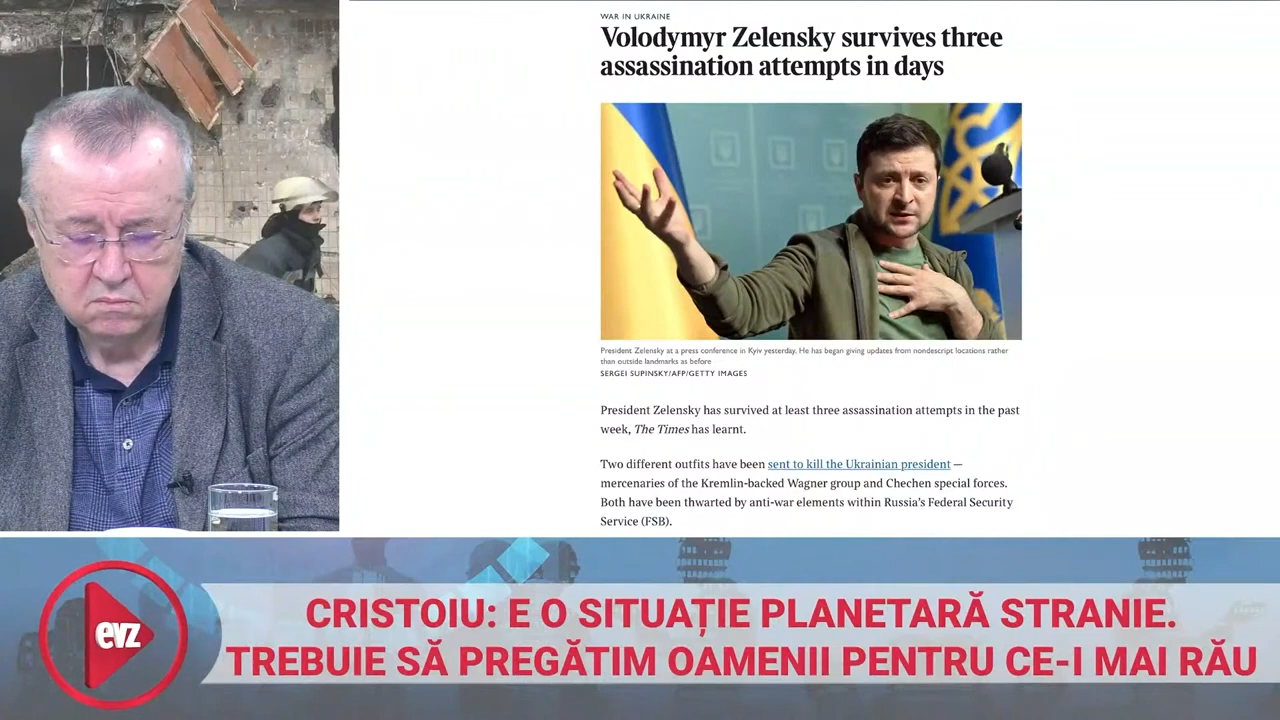 WAR IN UKRAINE
Volodymyr Zelensky survives three
assassination attempts in days
President Zelensky at a press conference in Kyiv yesterday. He has began giving updates from nondescript locations rather
than outside landmarks as before
SERGEI SUPINSKY/AFP/GETTY IMAGES
President Zelensky has survived at least three assassination attempts in the past
week, The Times has learnt.
Two different outfits have been sent to kill the Ukrainian president —
mercenaries of the Kremlin-backed Wagner group and Chechen special forces.
Both have been thwarted by anti-war elements within Russia's Federal Security
Service (FSB).
evz
CRISTOIU: E O SITUAȚIE PLANETARĂ STRANIE.
TREBUIE SĂ PREGĂTIM OAMENII PENTRU CE-I MAI RĂU